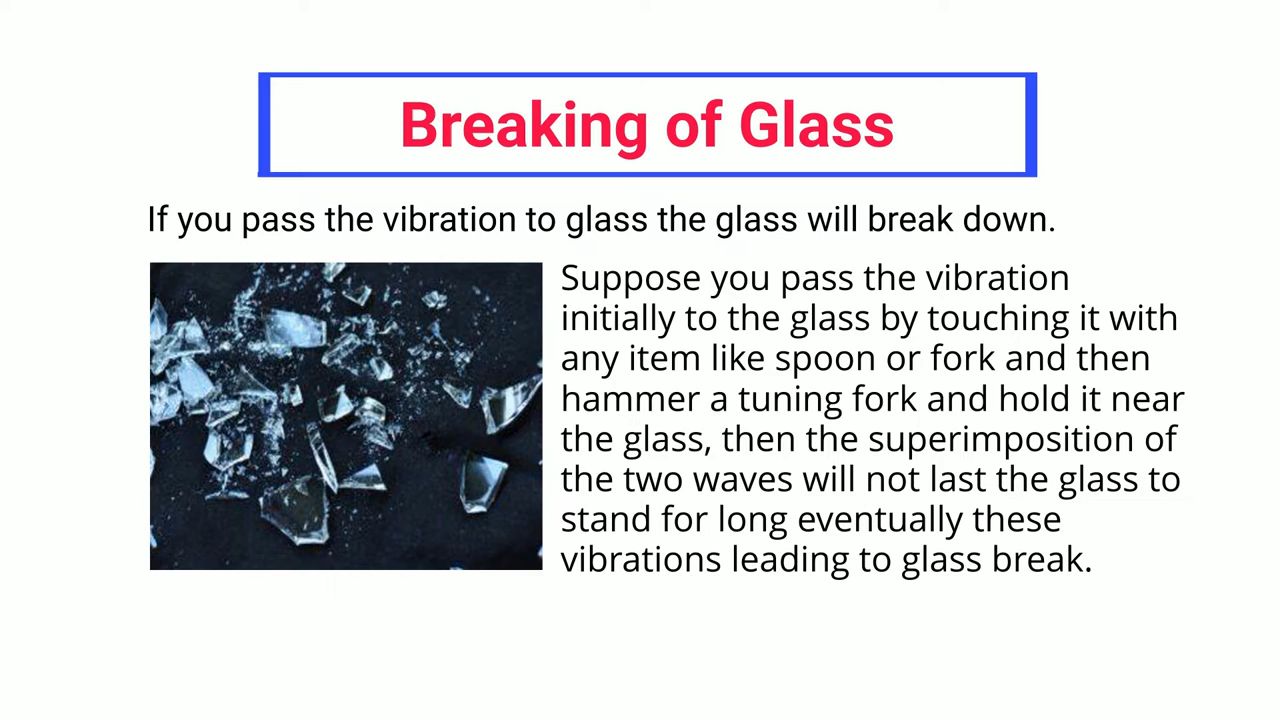 Breaking of Glass
If you pass the vibration to glass the glass will break down.
Suppose you pass the vibration
initially to the glass by touching it with
any item like spoon or fork and then
hammer a tuning fork and hold it near
the glass, then the superimposition of
the two waves will not last the glass to
stand for long eventually these
vibrations leading to glass break.